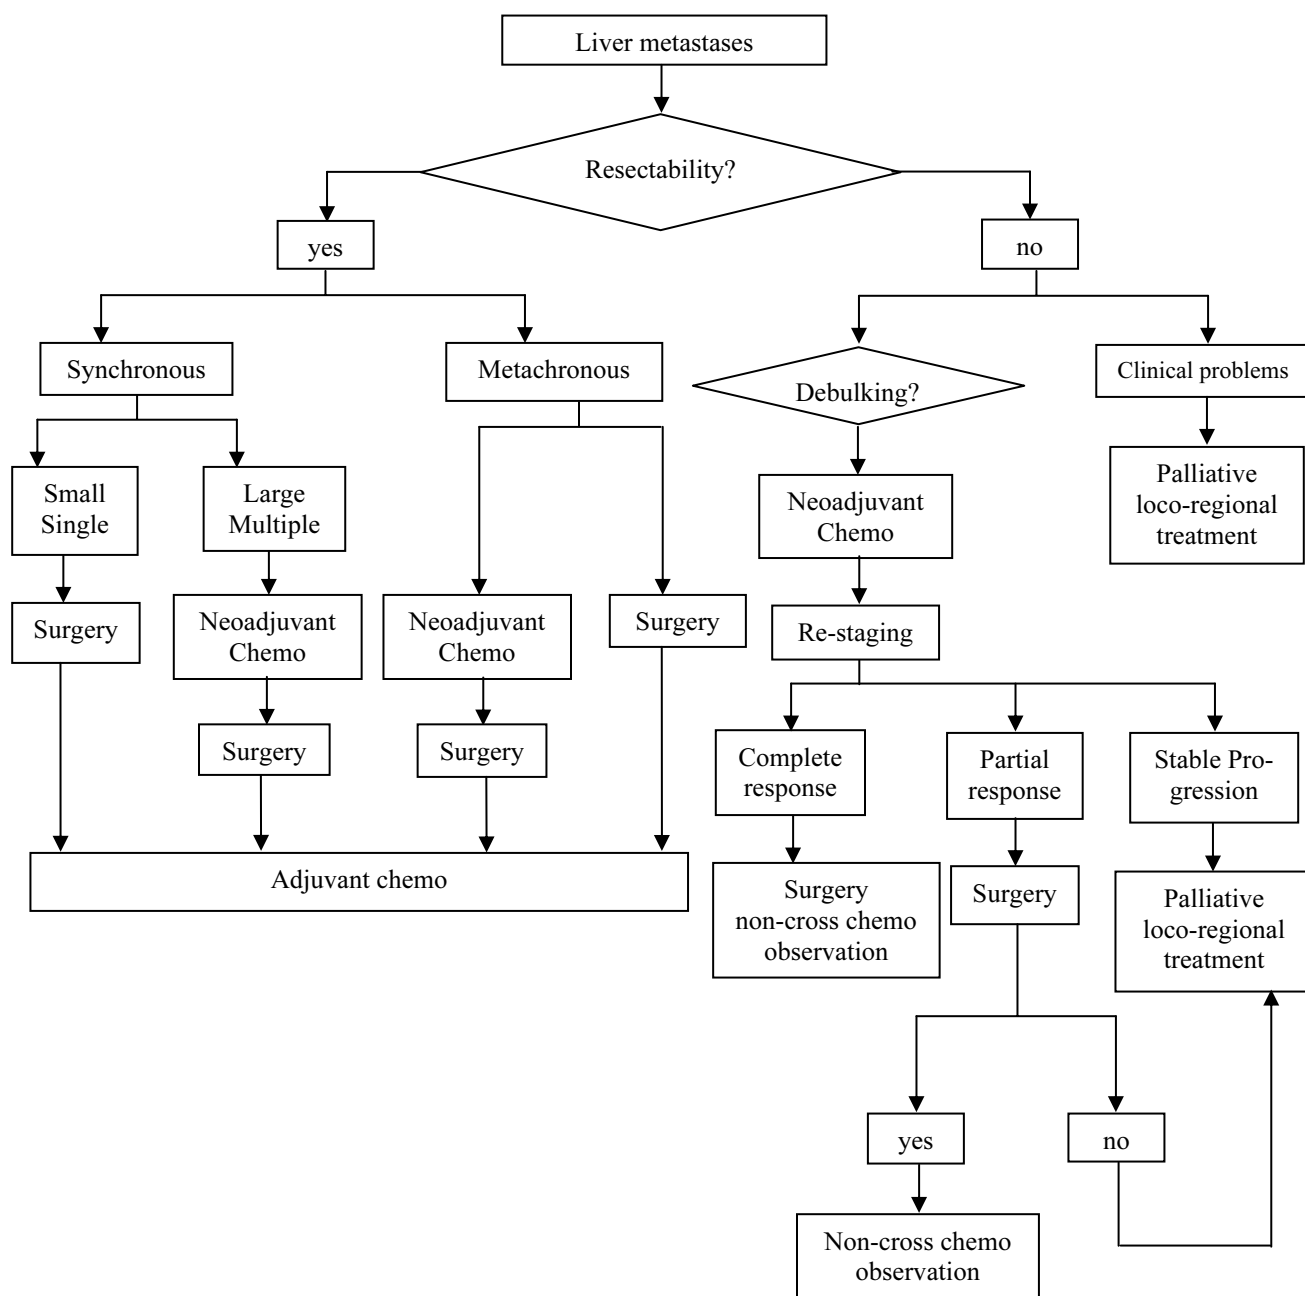 Liver metastases
Resectability?
yes
no
Synchronous
Metachronous
Debulking?
Clinical problems
Small
Single
Large
Multiple
Neoadjuvant
Chemo
Palliative
loco-regional
treatment
Surgery
Neoadjuvant
Chemo
Neoadjuvant
Chemo
Surgery
Re-staging
Surgery
Surgery
Complete
response
Partial
response
Stable Pro-
gression
Adjuvant chemo
Surgery
non-cross chemo
observation
Surgery
Palliative
loco-regional
treatment
yes
no
Non-cross chemo
observation